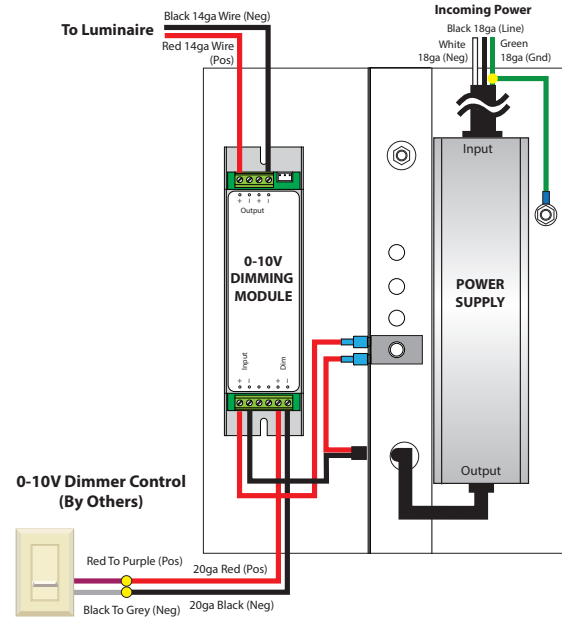 Incoming Power
Black 14ga Wire (Neg)
To Luminaire
Red 14ga Wire
(Pos)
Black 18ga (Line)
White
18ga (Neg)
Green
18ga (Gnd)
Input
+ – + –
Output
0-10V
DIMMING
MODULE
POWER
SUPPLY
Input
Dim
+ –
+ –
Output
0-10V Dimmer Control
(By Others)
Red To Purple (Pos)
20ga Red (Pos)
Black To Grey (Neg)
20ga Black (Neg)